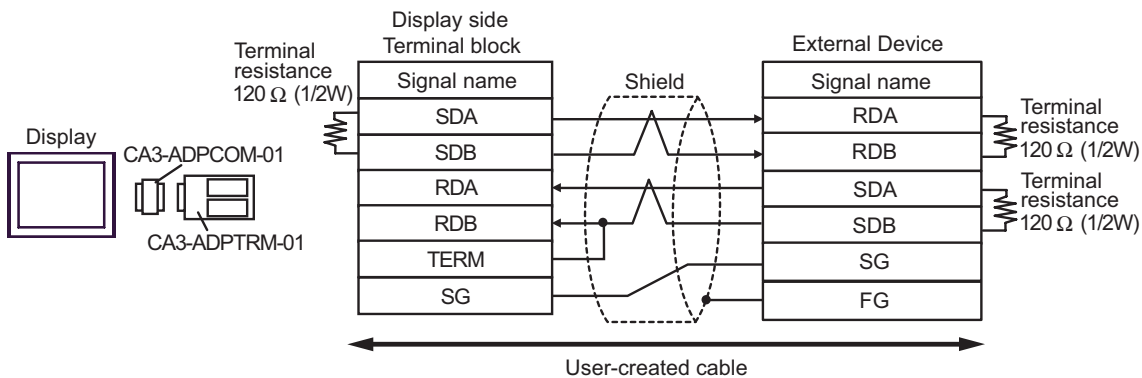 Display side
Terminal block
External Device
Terminal
resistance
120 Ω (1/2W)
Signal name
Shield
Signal name
SDA
RDA
Terminal
resistance
120 Ω (1/2W)
Display
CA3-ADPCOM-01
SDB
RDB
RDA
SDA
Terminal
resistance
120 Ω (1/2W)
CA3-ADPTRM-01
RDB
SDB
TERM
SG
SG
FG
User-created cable